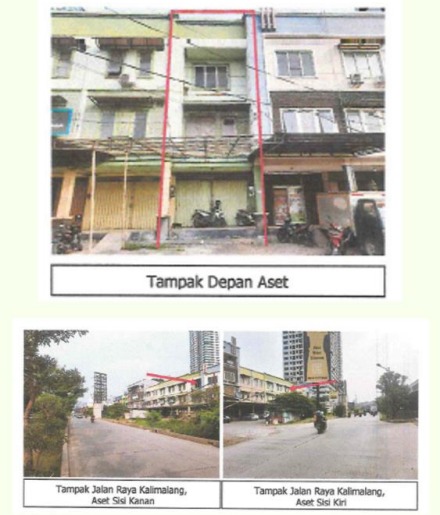 Tampak Depan Aset
Tampak Jalan Raya Kalimalang,
Aset Sisi Kanan
Tampak Jalan Raya Kalimalang,
Aset Sisi Kiri